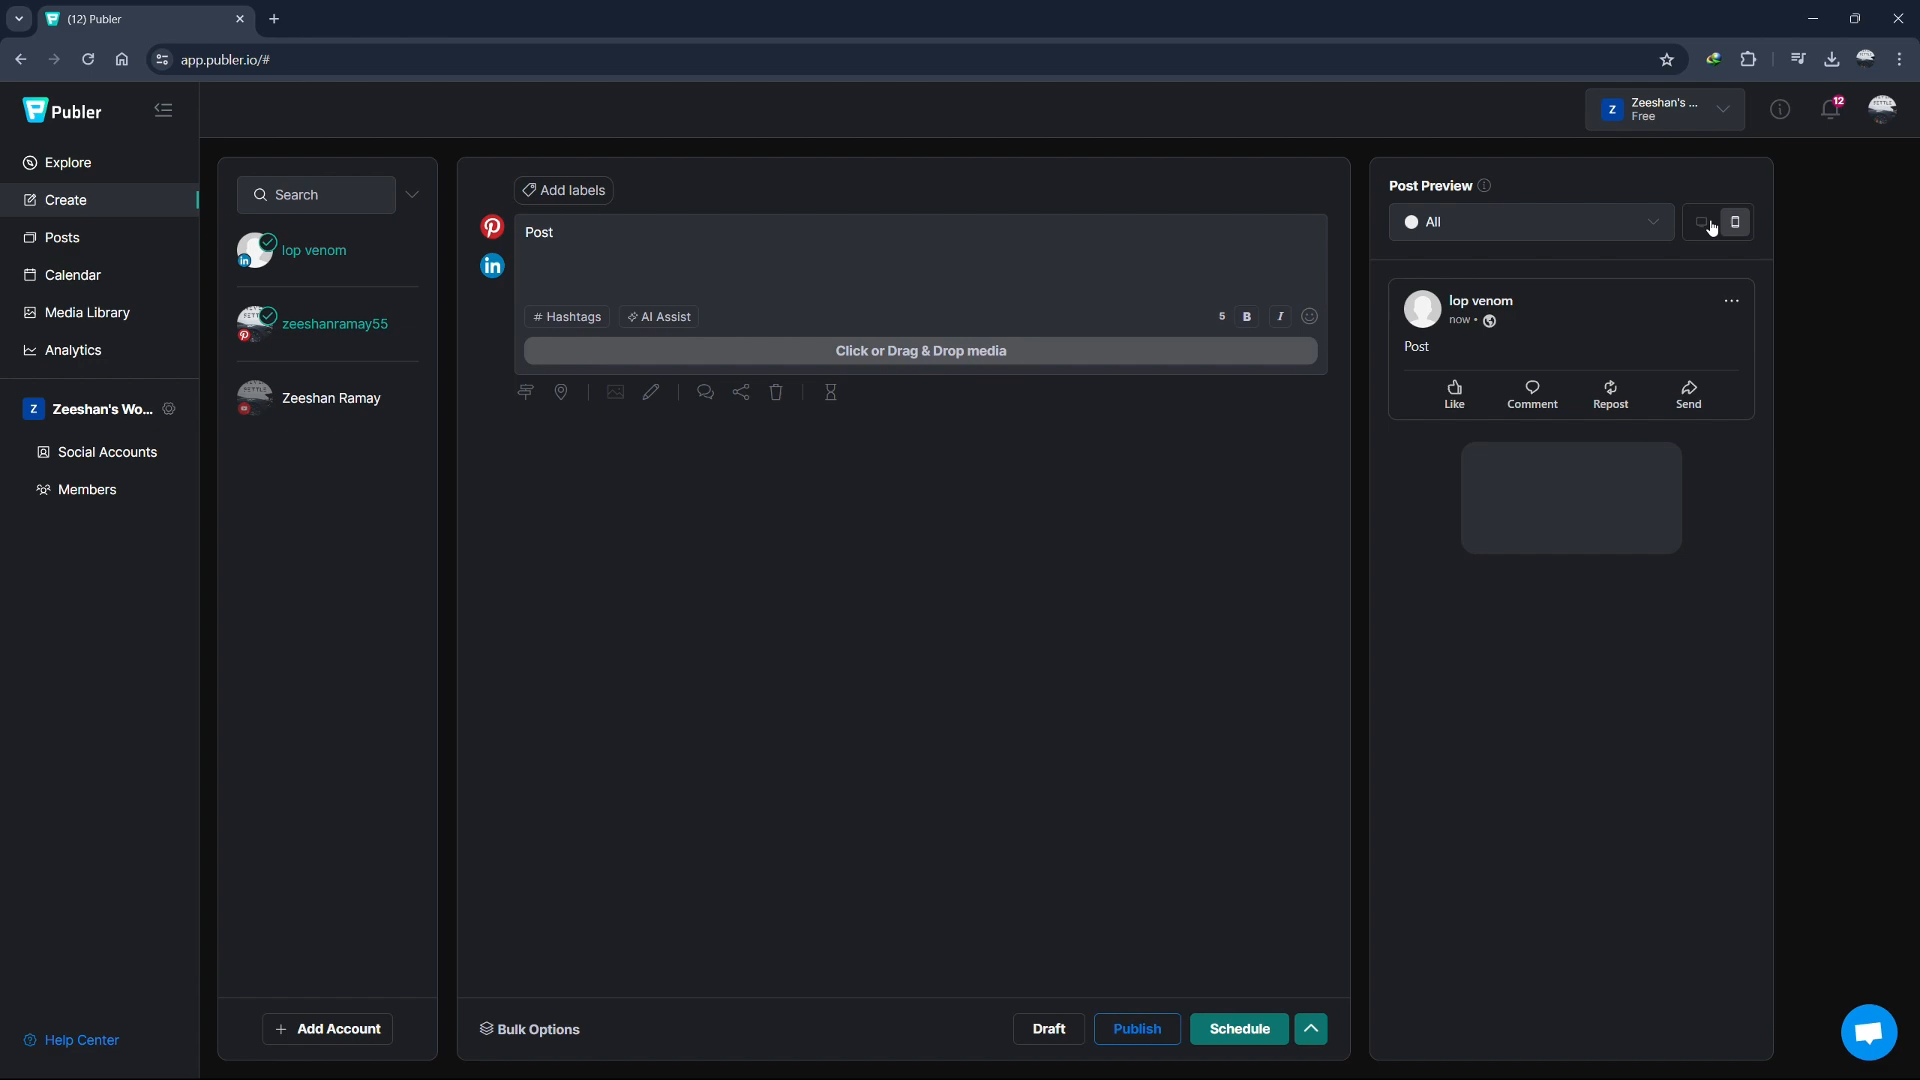 (12) Publer
app.publer.io/#
Publer
Zeeshan's ...
Free
Z
12
Explore
Create
Posts
Calendar
Media Library
Analytics
Z Zeeshan's Wo...
Social Accounts
Members
Help Center
Search
lop venom
zeeshanramay55
Zeeshan Ramay
+ Add Account
Add labels
Post
# Hashtags
AI Assist
5 B I
Click or Drag & Drop media
Bulk Options
Draft
Publish
Schedule
Post Preview
All
lop venom
now •
Post
Like
Comment
Repost
Send